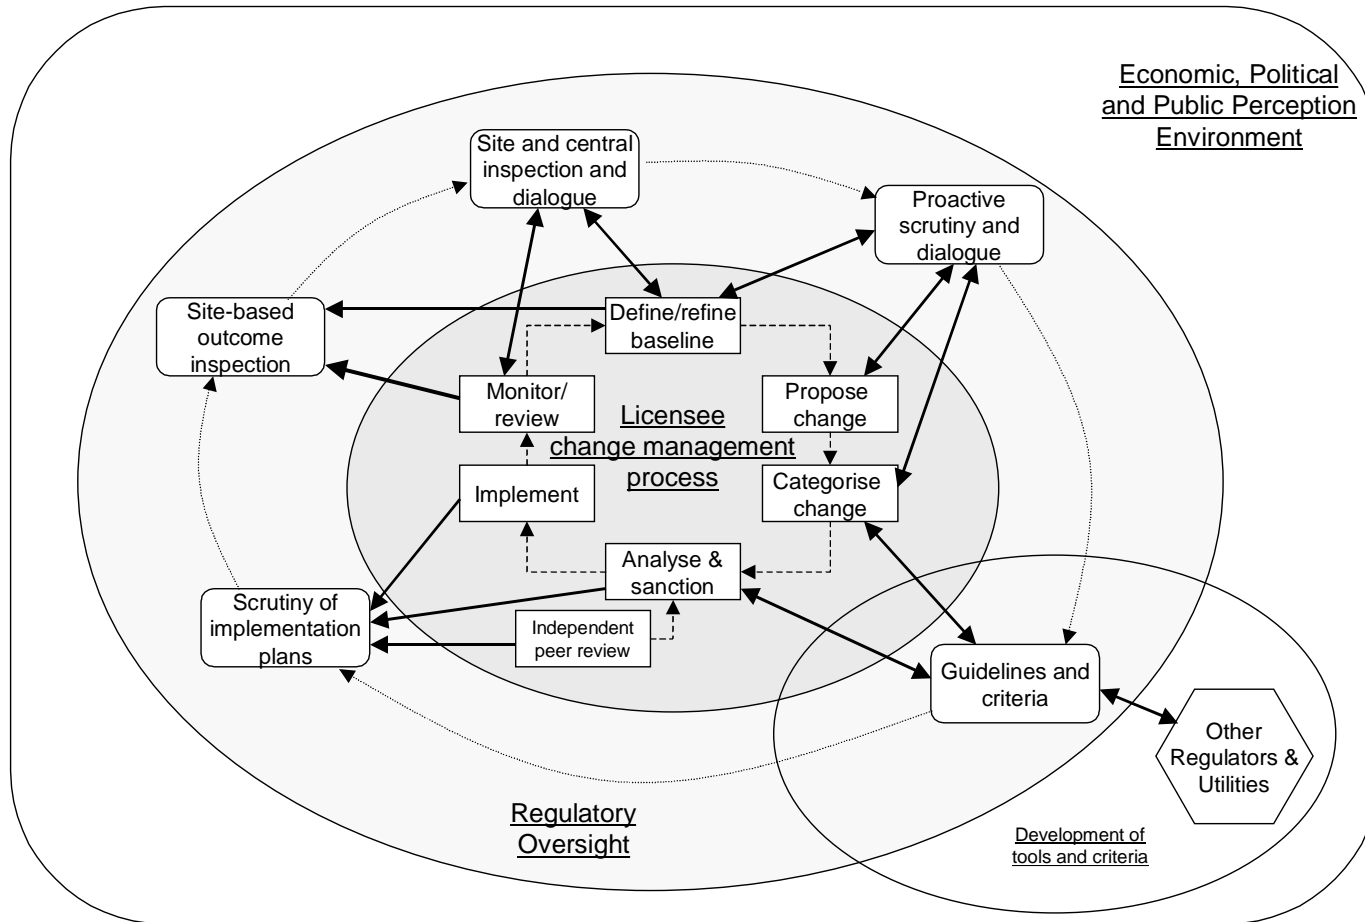 Economic, Political
and Public Perception
Environment
Site and central
inspection and
dialogue
Proactive
scrutiny and
dialogue
Site-based
outcome
inspection
Define/refine
baseline
Monitor/
review
Propose
change
Licensee
change management
process
Implement
Categorise
change
Analyse &
sanction
Scrutiny of
implementation
plans
Independent
peer review
Guidelines and
criteria
Other
Regulators &
Utilities
Regulatory
Oversight
Development of
tools and criteria